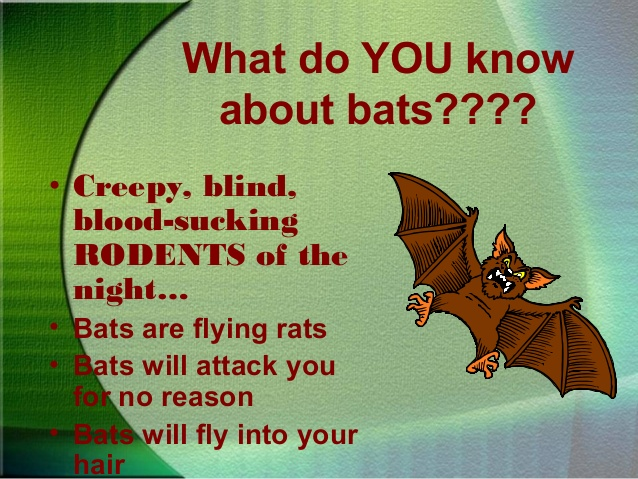 What do YOU know
about bats????
• Creepy, blind,
blood-sucking
RODENTS of the
night...
• Bats are flying rats
• Bats will attack you
for no reason
• Bats will fly into your
hair